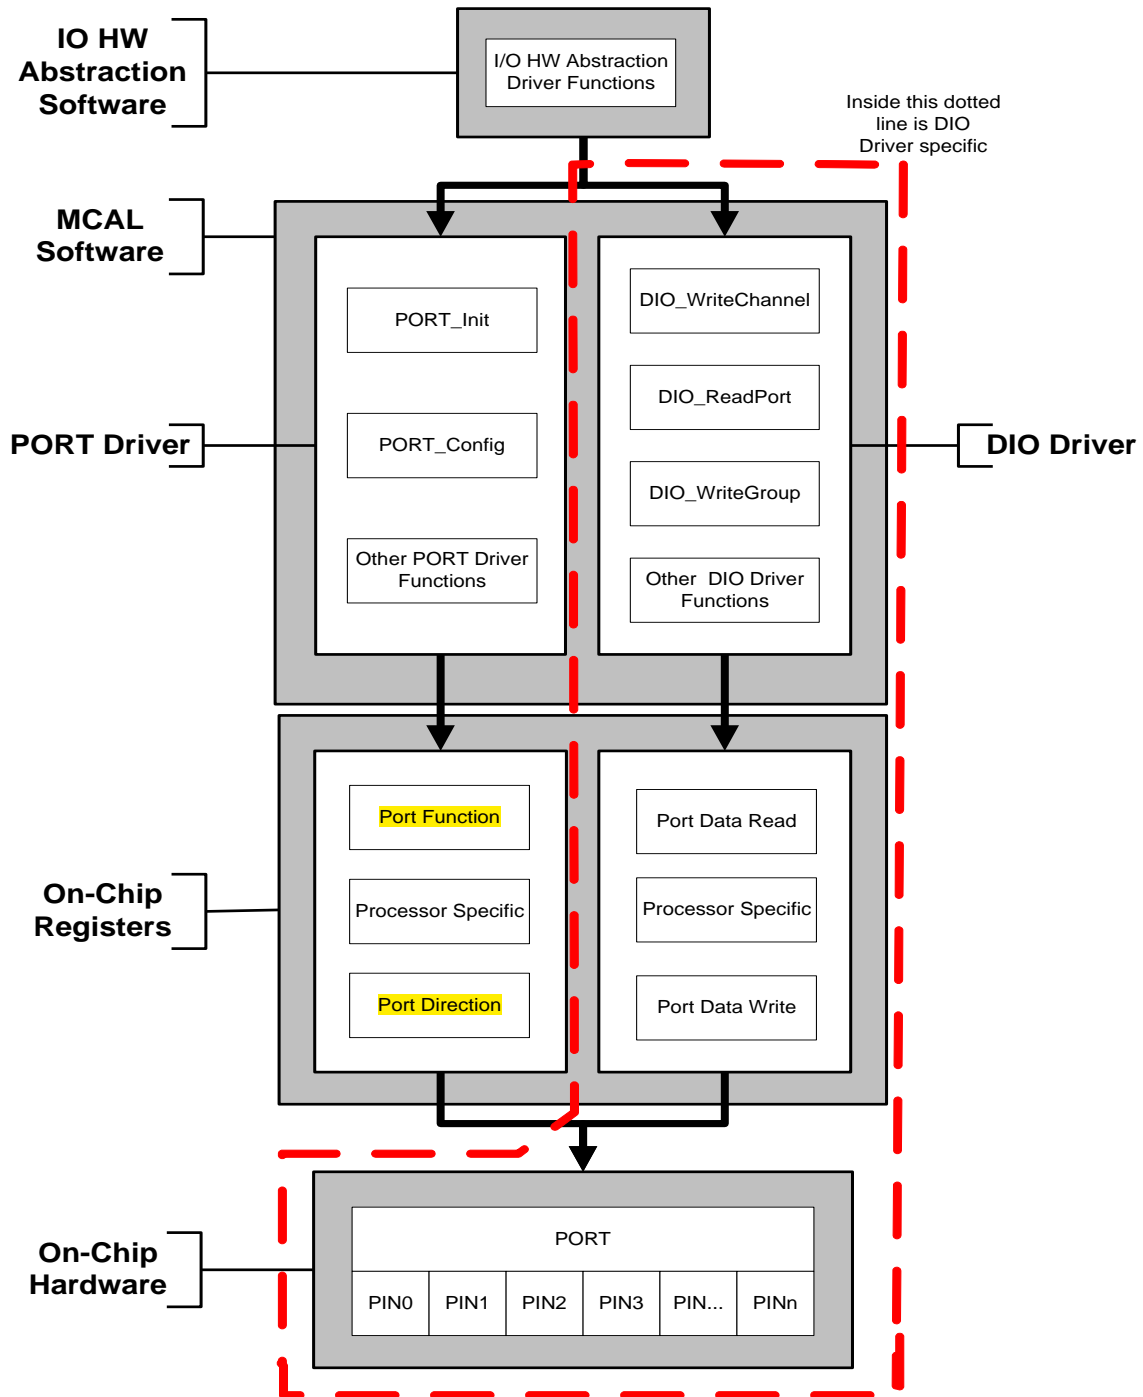 IO HW
Abstraction
Software
I/O HW Abstraction
Driver Functions
Inside this dotted
line is DIO
Driver specific
MCAL
Software
PORT_Init
DIO_WriteChannel
DIO_ReadPort
PORT Driver
PORT_Config
DIO Driver
DIO_WriteGroup
Other PORT Driver
Functions
Other  DIO Driver
Functions
Port Function
Port Data Read
On-Chip
Registers
Processor Specific
Processor Specific
Port Direction
Port Data Write
On-Chip
Hardware
PORT
PIN0
PIN1
PIN2
PIN3
PIN...
PINn